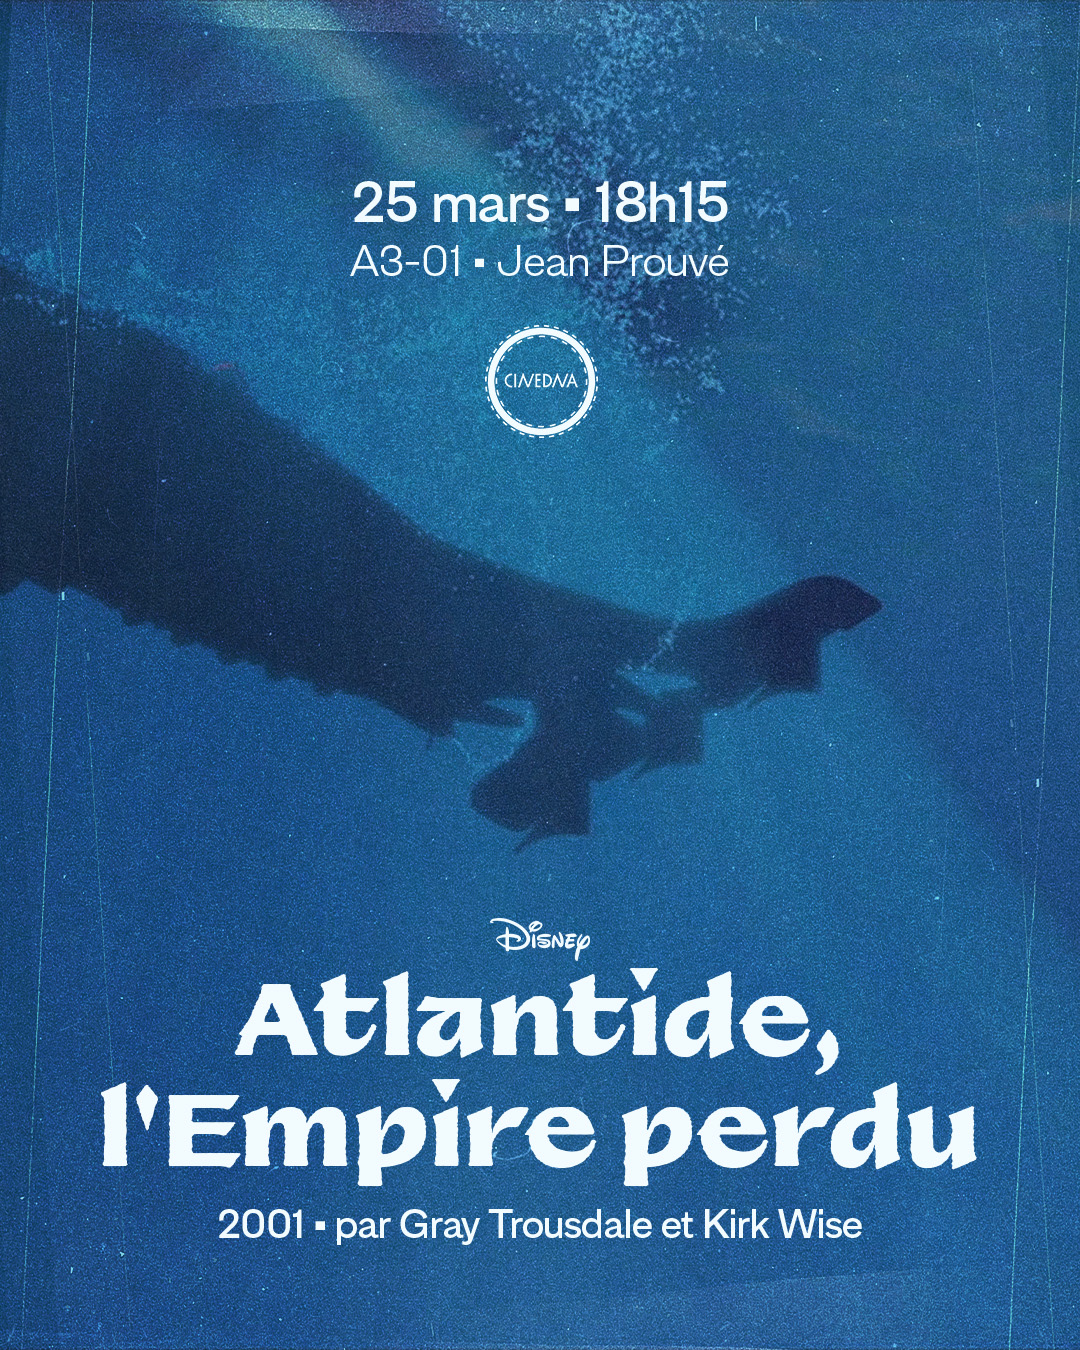 25 mars ▪ 18h15
A3-01 ▪ Jean Prouvé
CINEDNA
Disney
Atlantide,
l'Empire perdu
2001 ▪ par Gray Trousdale et Kirk Wise